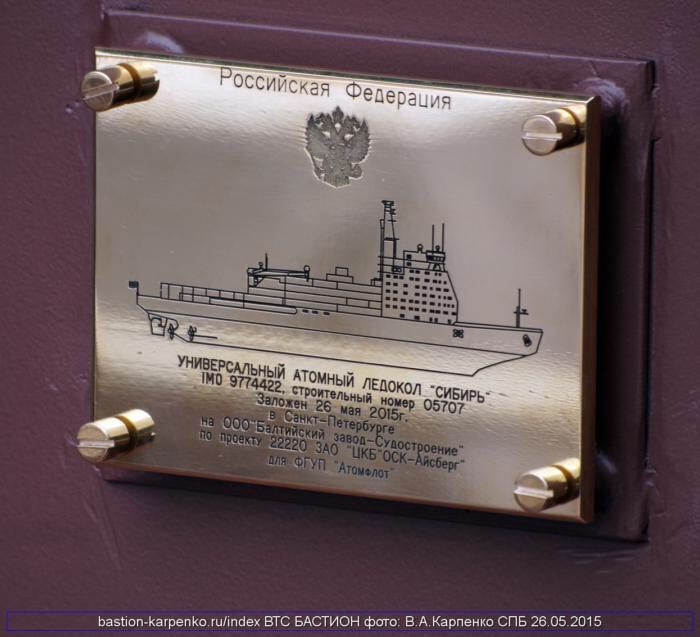 Российская Федерация
УНИВЕРСАЛЬНЫЙ АТОМНЫЙ ЛЕДОКОЛ "СИБИРЬ"
IMO 9774422, строительный номер 05707
Заложен 26 мая 2015г.
в Санкт-Петербурге
на ООО"Балтийский завод-Судостроение"
по проекту 22220 ЗАО "ЦКБ"ОСК-Айсберг"
для ФГУП "Атомфлот"
bastion-karpenko.ru/index ВТС БАСТИОН фото: В.А.Карпенко СПБ 26.05.2015